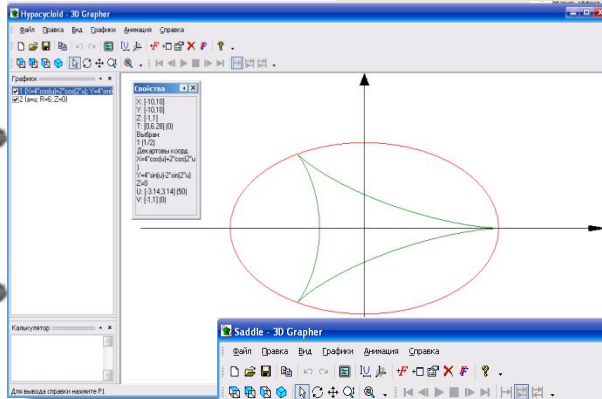 Hypocycloid - 3D Grapher
Файл Правка Вид Графики Анимация Справка
Графики
1 (X=4*cos(u)+2*cos(2*u); Y=4*sin(
2 (a=u; R=6; Z=0)
Свойства
X: [-10,10]
Y: [-10,10]
Z: [-1,1]
T: [0,6.28] (0)
Выбран:
1 (1/2)
Декартовы коорд.
X=4*cos(u)+2*cos(2*u
)
Y=4*sin(u)-2*sin(2*u)
Z=0
U: [-3.14,3.14] (50)
V: [-1,1] (0)
Калькулятор
Для вывода справки нажмите F1
Saddle - 3D Grapher
Файл Правка Вид Графики Анимация Справка